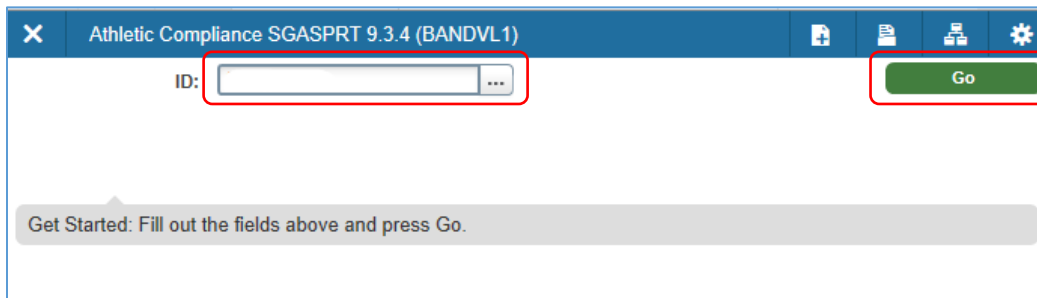 Athletic Compliance SGASPRT 9.3.4 (BANDVL1)
ID: ... Go
Get Started: Fill out the fields above and press Go.